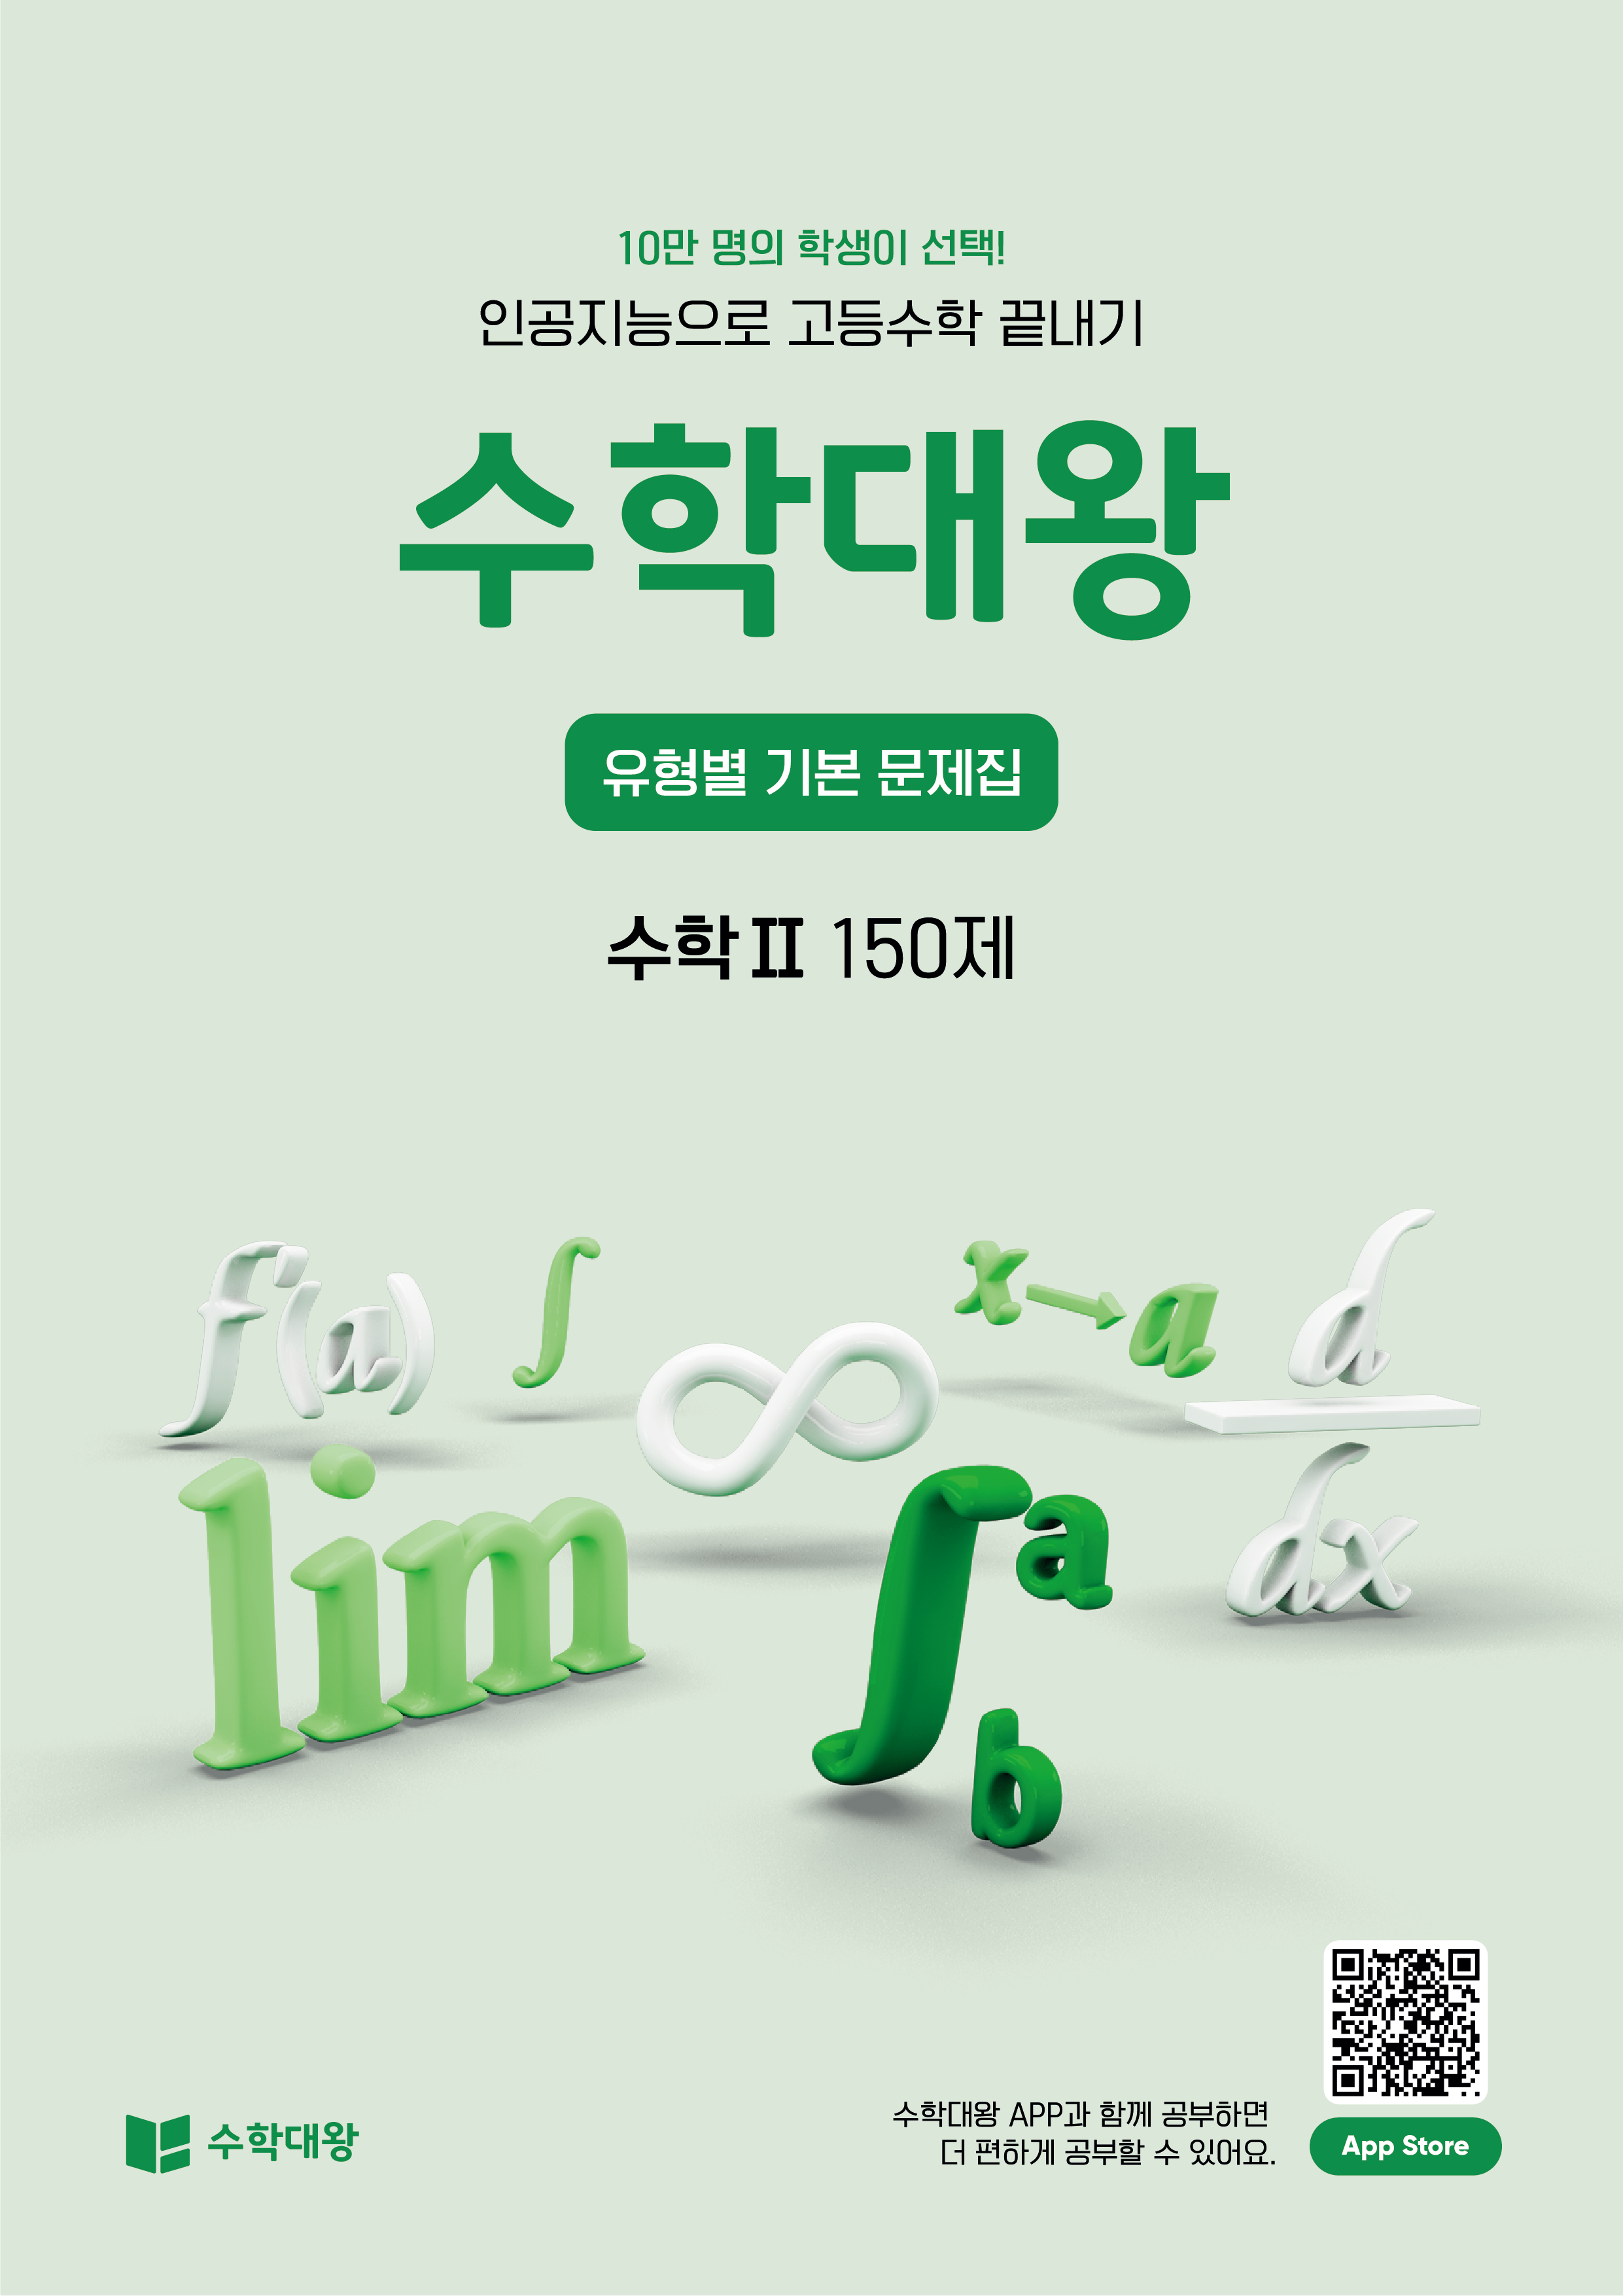 10만 명의 학생이 선택!
인공지능으로 고등수학 끝내기
수학대왕
유형별 기본 문제집
수학Ⅱ 150제
f'(a)
∫
∞
x→a
d
dx
lim
∫
a
b
수학대왕
수학대왕 APP과 함께 공부하면
더 편하게 공부할 수 있어요.
App Store